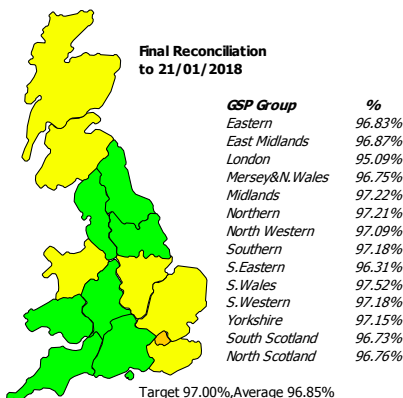 Final Reconciliation
to 21/01/2018
GSP Group %
Eastern 96.83%
East Midlands 96.87%
London 95.09%
Mersey&N.Wales 96.75%
Midlands 97.22%
Northern 97.21%
North Western 97.09%
Southern 97.18%
S.Eastern 96.31%
S.Wales 97.52%
S.Western 97.18%
Yorkshire 97.15%
South Scotland 96.73%
North Scotland 96.76%
Target 97.00%,Average 96.85%